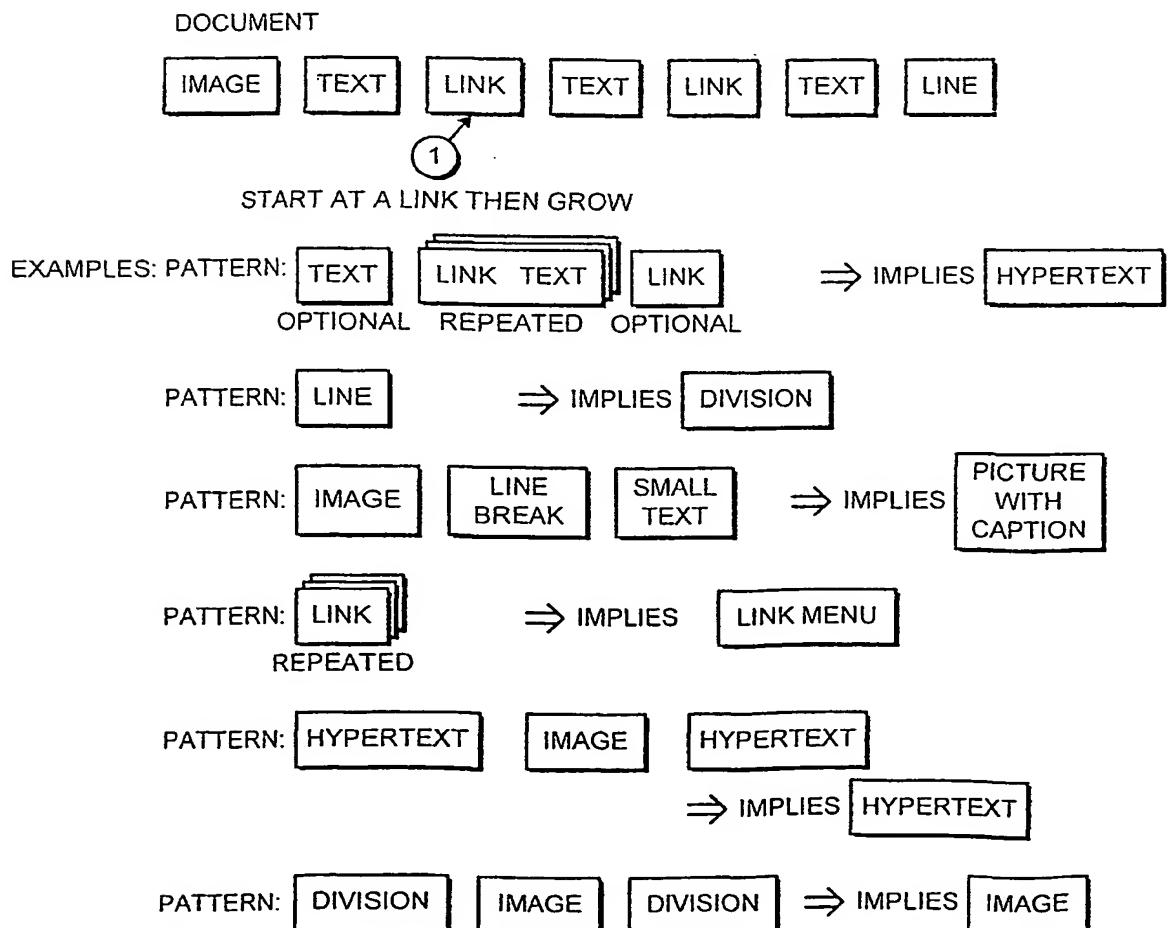 DOCUMENT
IMAGE TEXT LINK TEXT LINK TEXT LINE
1
START AT A LINK THEN GROW
EXAMPLES: PATTERN: TEXT LINK TEXT LINK ⇒ IMPLIES HYPERTEXT
OPTIONAL REPEATED OPTIONAL
PATTERN: LINE ⇒ IMPLIES DIVISION
PATTERN: IMAGE LINE BREAK SMALL TEXT ⇒ IMPLIES PICTURE WITH CAPTION
PATTERN: LINK ⇒ IMPLIES LINK MENU
REPEATED
PATTERN: HYPERTEXT IMAGE HYPERTEXT
⇒ IMPLIES HYPERTEXT
PATTERN: DIVISION IMAGE DIVISION ⇒ IMPLIES IMAGE